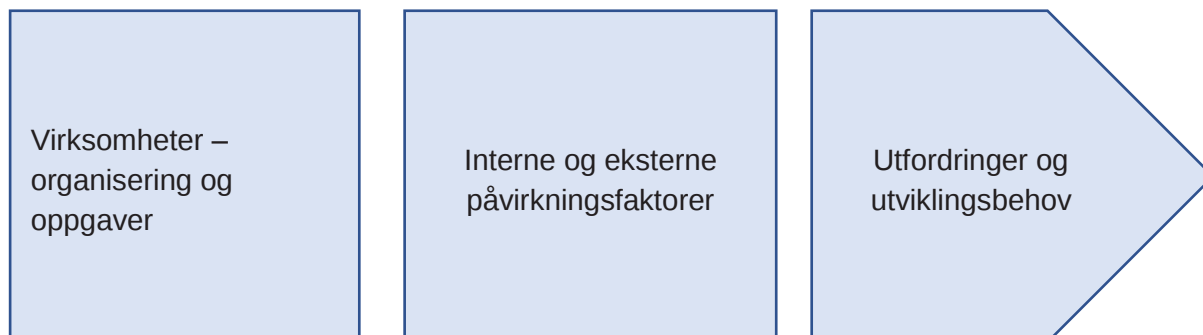 Virksomheter –
organisering og
oppgaver
Interne og eksterne
påvirkningsfaktorer
Utfordringer og
utviklingsbehov